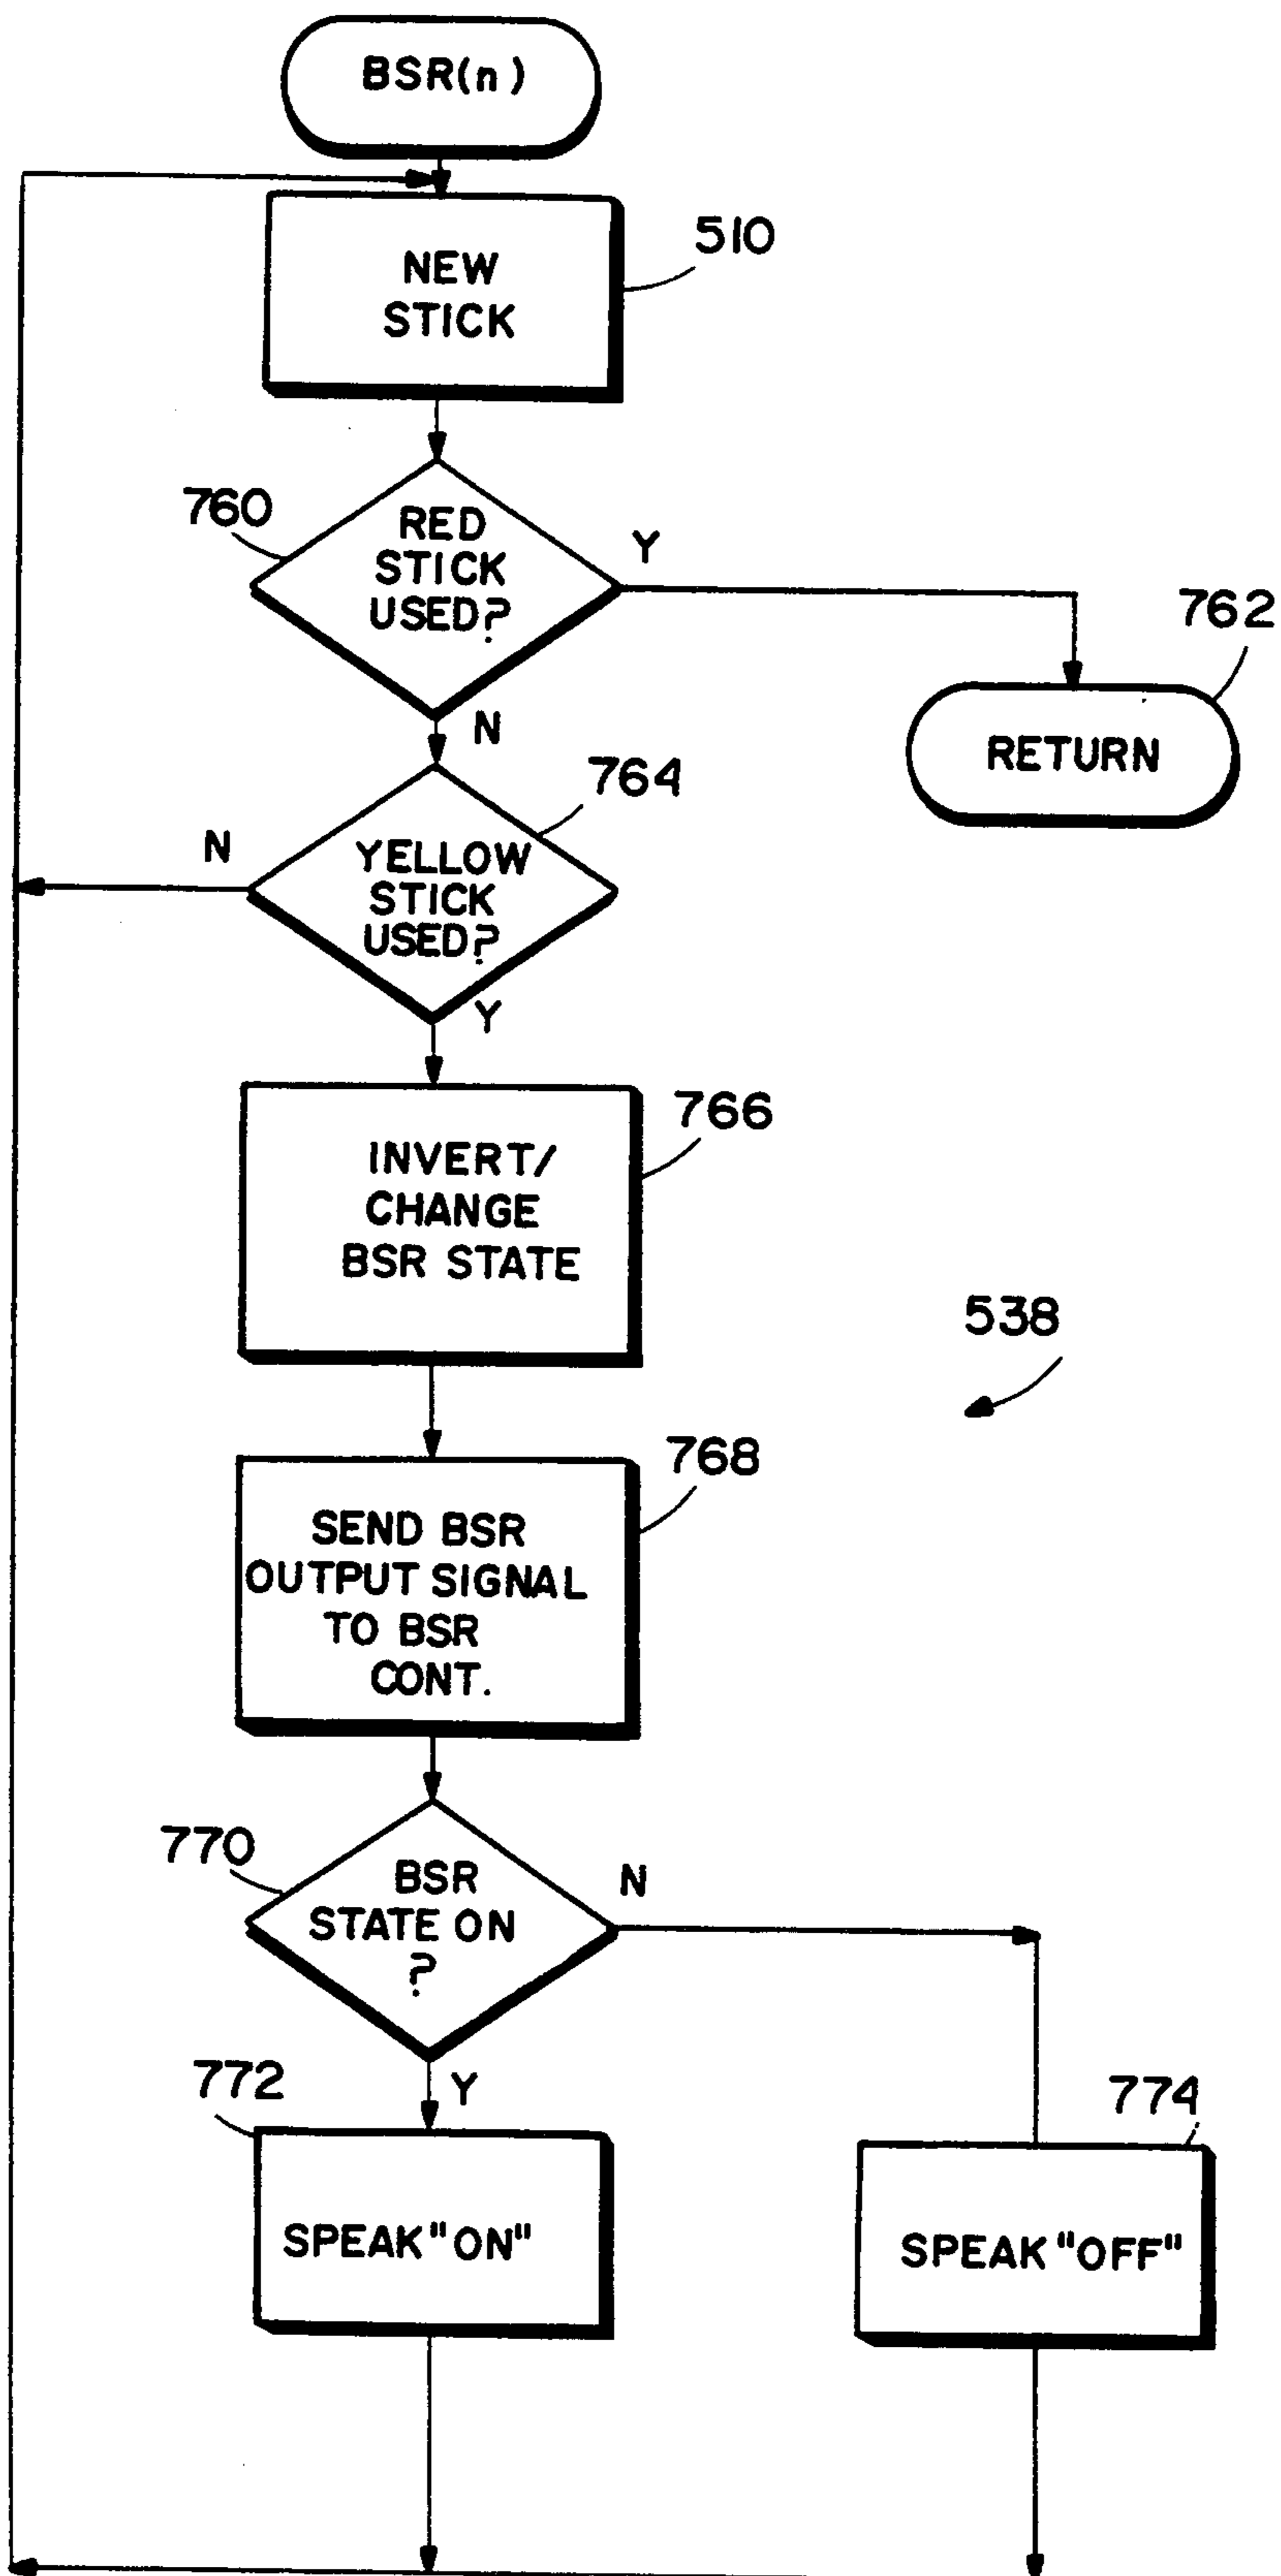 BSR(n)
NEW
STICK
510
760
RED
STICK
USED?
Y
762
RETURN
N
764
N
YELLOW
STICK
USED?
Y
766
INVERT/
CHANGE
BSR STATE
538
768
SEND BSR
OUTPUT SIGNAL
TO BSR
CONT.
770
BSR
STATE ON
?
N
772
Y
774
SPEAK "ON"
SPEAK "OFF"